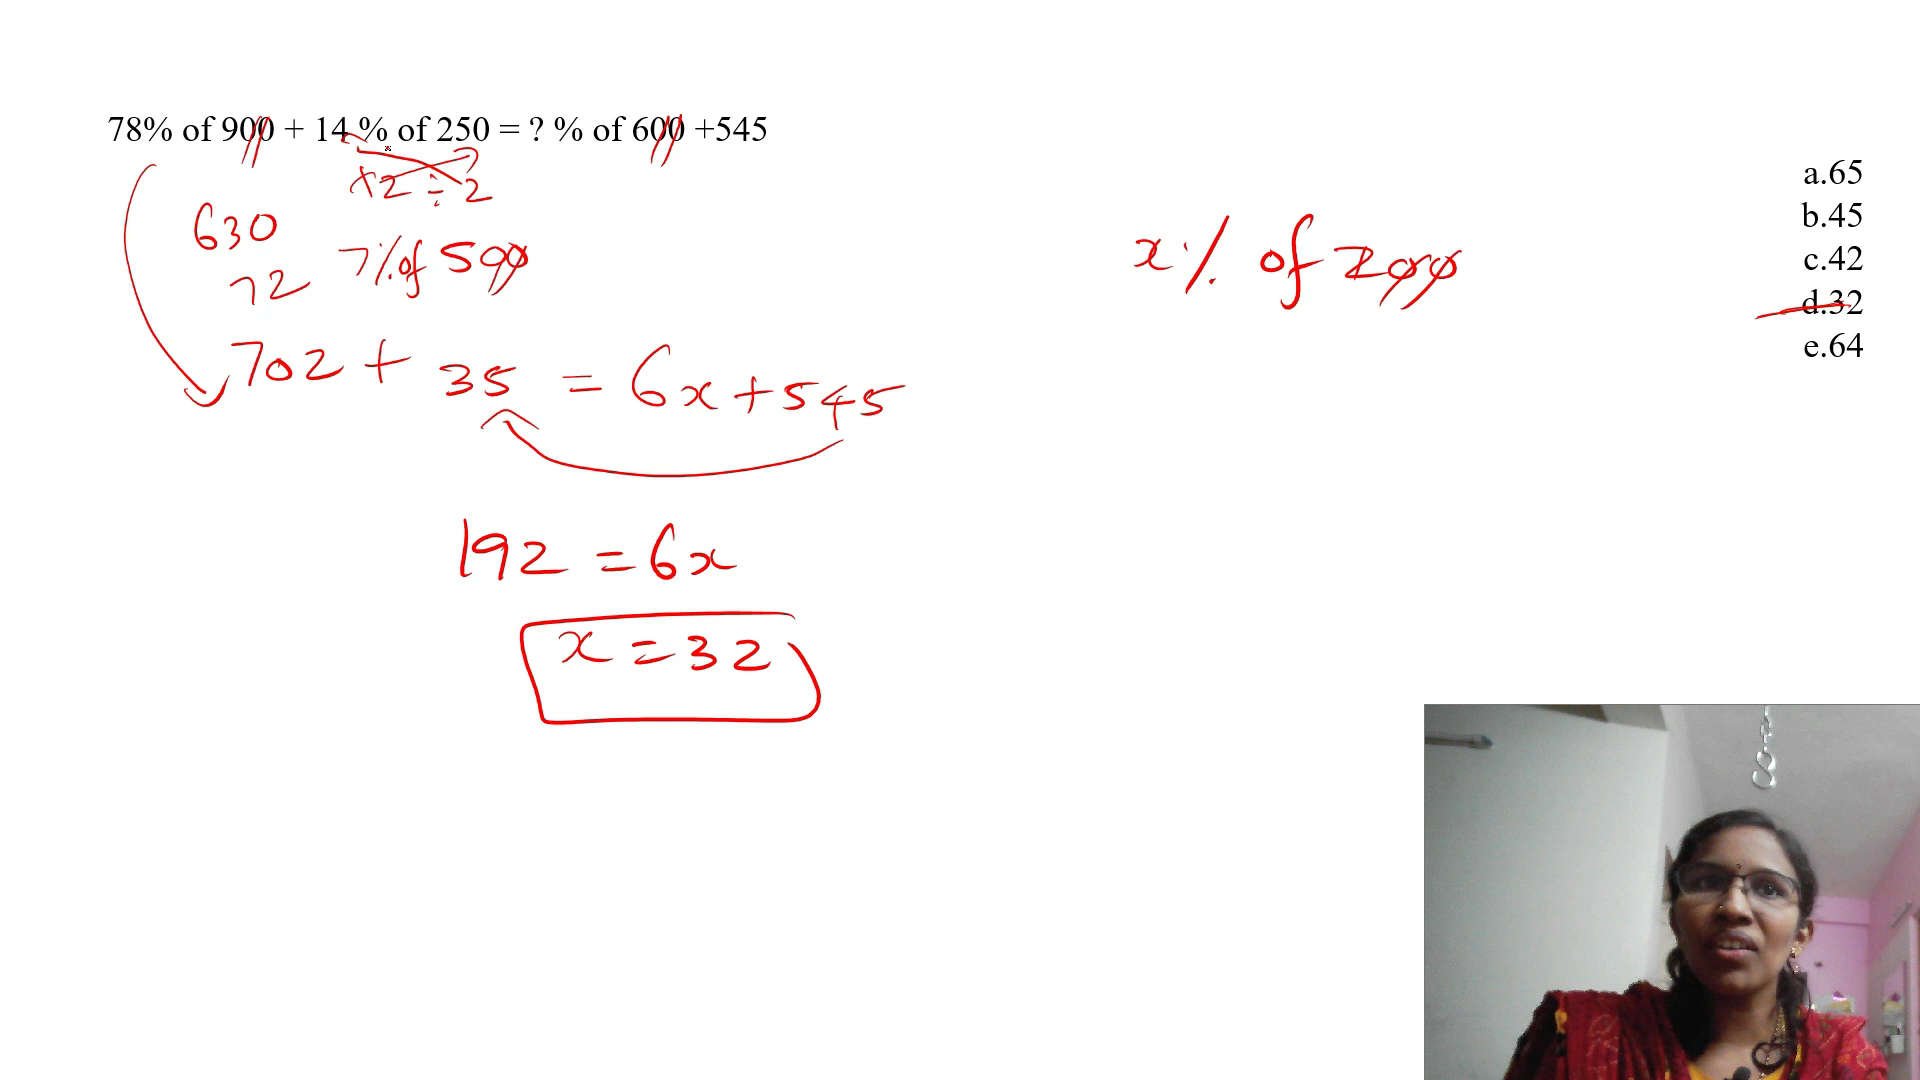 78% of 900 + 14 % of 250 = ? % of 600 +545
×2 ÷ 2
630
72
7% of 500
702 + 35 = 6x + 545
192 = 6x
x = 32
x% of 200
a.65
b.45
c.42
d.32
e.64